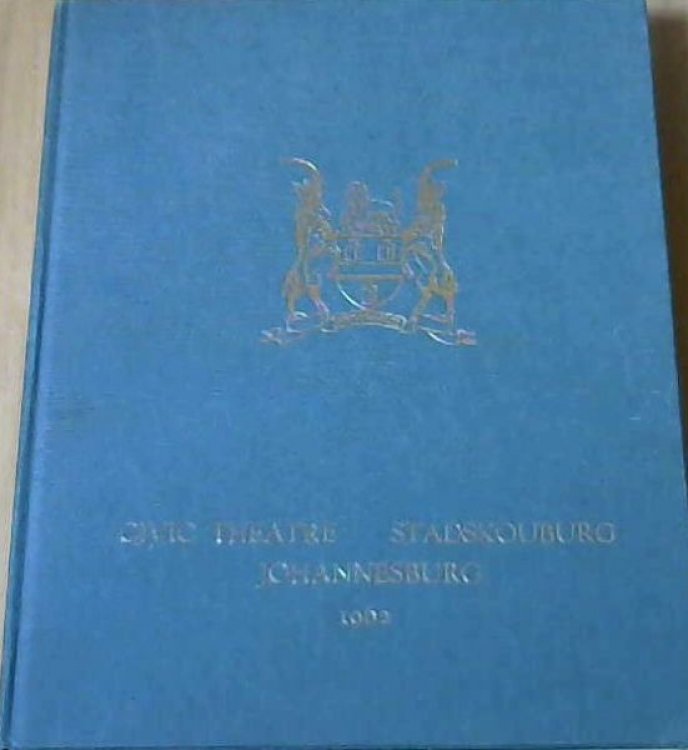 CIVIC THEATRE STADSKOUBURG
JOHANNESBURG
1962